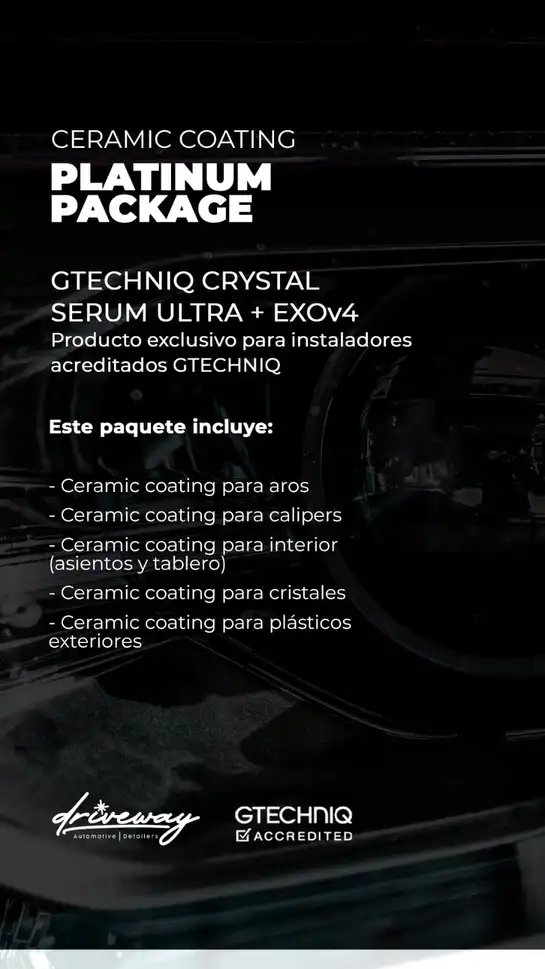 CERAMIC COATING
PLATINUM
PACKAGE
GTECHNIQ CRYSTAL
SERUM ULTRA + EXOv4
Producto exclusivo para instaladores
acreditados GTECHNIQ
Este paquete incluye:
- Ceramic coating para aros
- Ceramic coating para calipers
- Ceramic coating para interior
(asientos y tablero)
- Ceramic coating para cristales
- Ceramic coating para plásticos
exteriores
driveway
Automotive | Detailers
GTECHNIQ
ACCREDITED